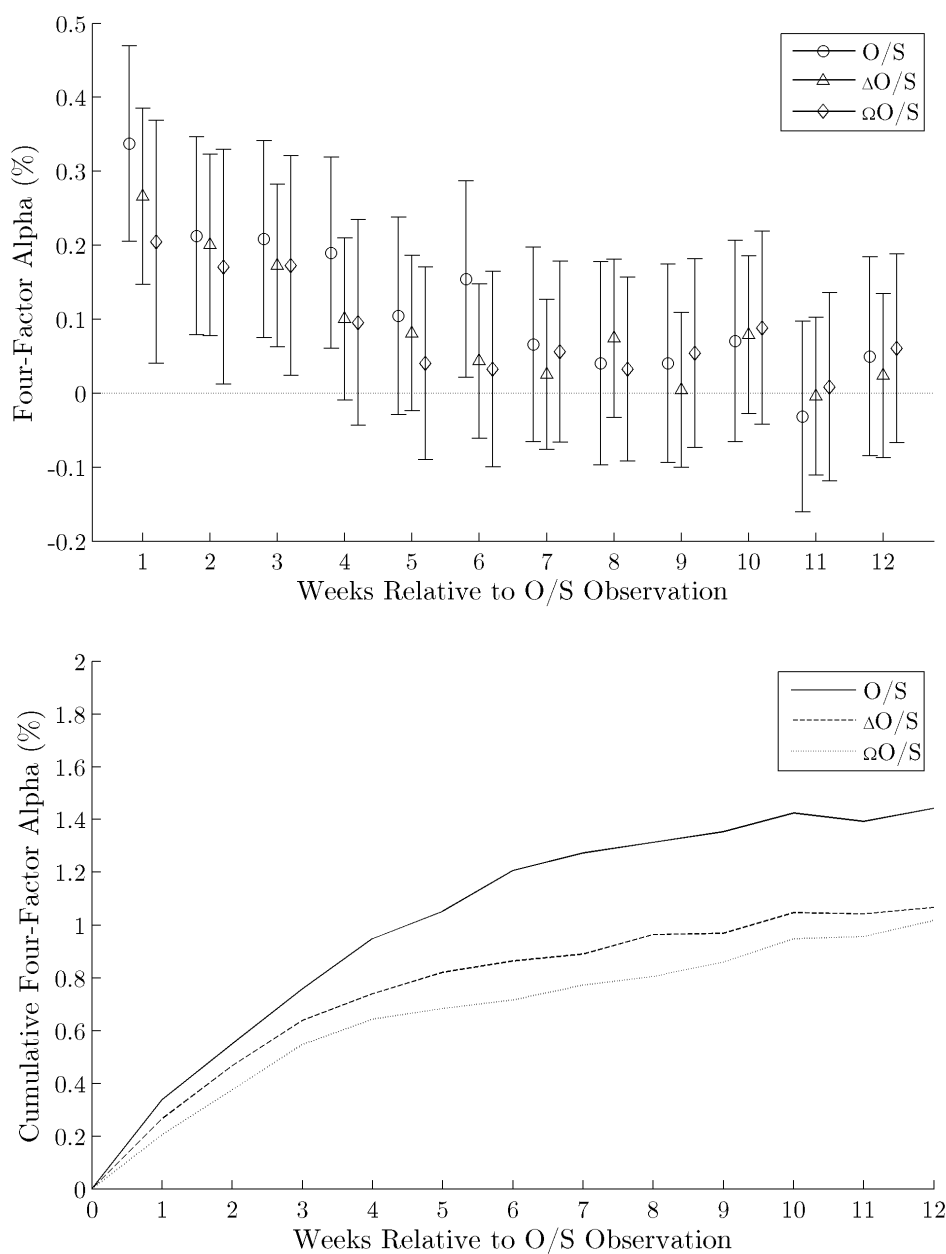 0.5
0.4
0.3
0.2
0.1
0
-0.1
-0.2
Four-Factor Alpha (%)
O/S
ΔO/S
ΩO/S
1 2 3 4 5 6 7 8 9 10 11 12
Weeks Relative to O/S Observation
2
1.8
1.6
1.4
1.2
1
0.8
0.6
0.4
0.2
0
Cumulative Four-Factor Alpha (%)
O/S
ΔO/S
ΩO/S
0 1 2 3 4 5 6 7 8 9 10 11 12
Weeks Relative to O/S Observation